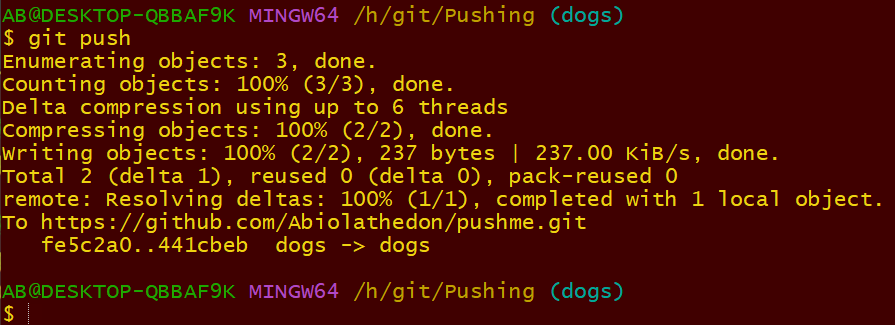 AB@DESKTOP-QBBAF9K MINGW64 /h/git/Pushing (dogs)
$ git push
Enumerating objects: 3, done.
Counting objects: 100% (3/3), done.
Delta compression using up to 6 threads
Compressing objects: 100% (2/2), done.
Writing objects: 100% (2/2), 237 bytes | 237.00 KiB/s, done.
Total 2 (delta 1), reused 0 (delta 0), pack-reused 0
remote: Resolving deltas: 100% (1/1), completed with 1 local object.
To https://github.com/Abiolathedon/pushme.git
   fe5c2a0..441cbeb  dogs -> dogs
AB@DESKTOP-QBBAF9K MINGW64 /h/git/Pushing (dogs)
$